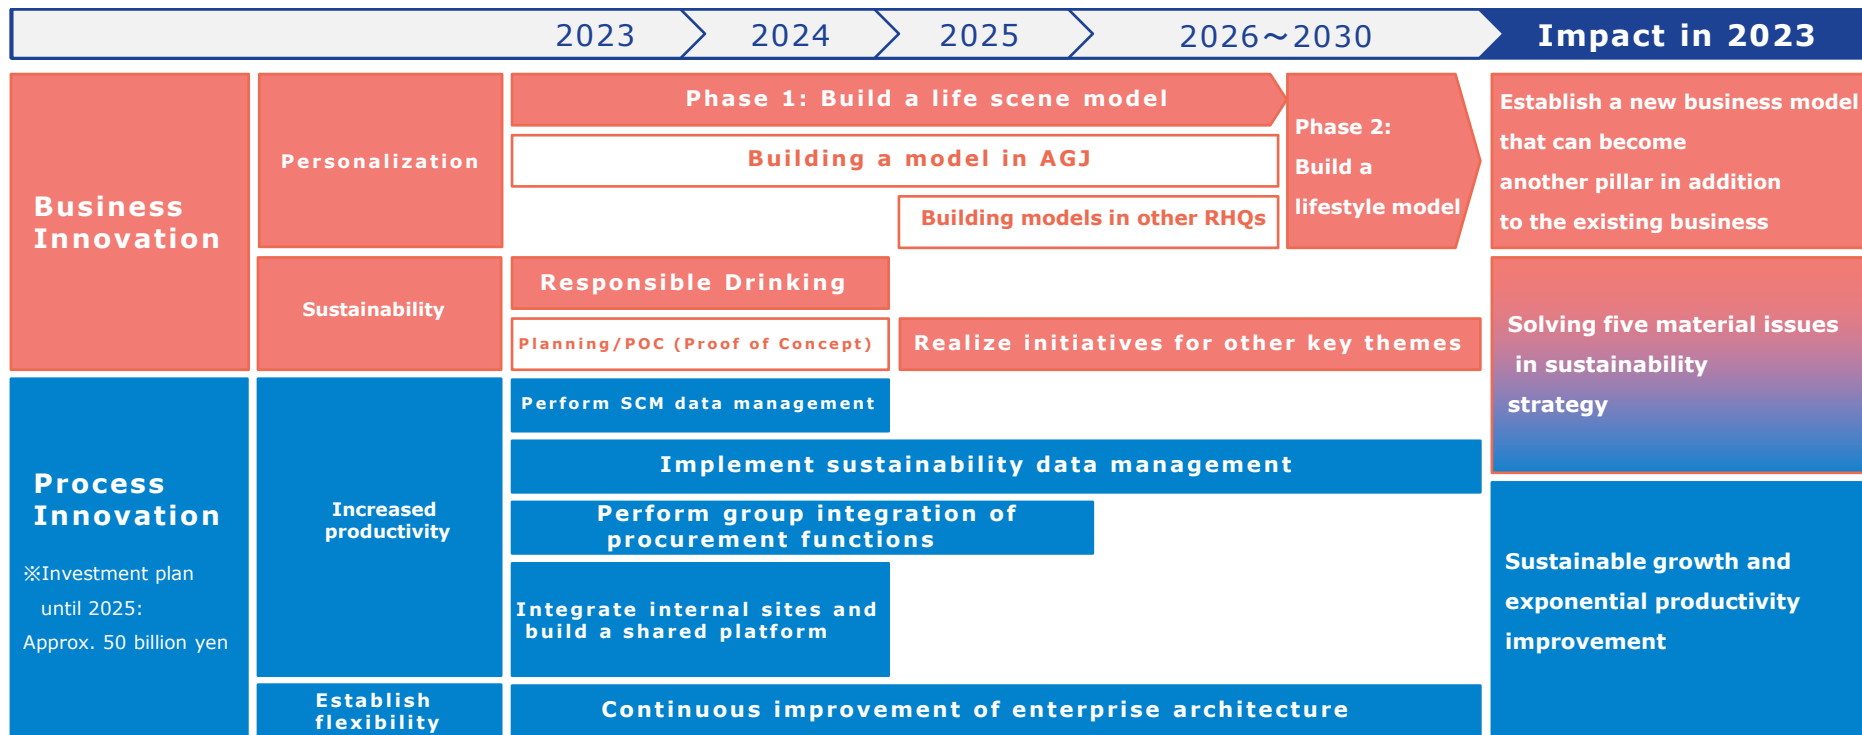 2023
2024
2025
2026～2030
Impact in 2023
Business
Innovation
Personalization
Phase 1: Build a life scene model
Building a model in AGJ
Building models in other RHQs
Phase 2:
Build a
lifestyle model
Establish a new business model
that can become
another pillar in addition
to the existing business
Sustainability
Responsible Drinking
Planning/POC (Proof of Concept)
Realize initiatives for other key themes
Solving five material issues
in sustainability
strategy
Process
Innovation
※Investment plan
until 2025:
Approx. 50 billion yen
Increased
productivity
Perform SCM data management
Implement sustainability data management
Perform group integration of
procurement functions
Integrate internal sites and
build a shared platform
Sustainable growth and
exponential productivity
improvement
Establish
flexibility
Continuous improvement of enterprise architecture